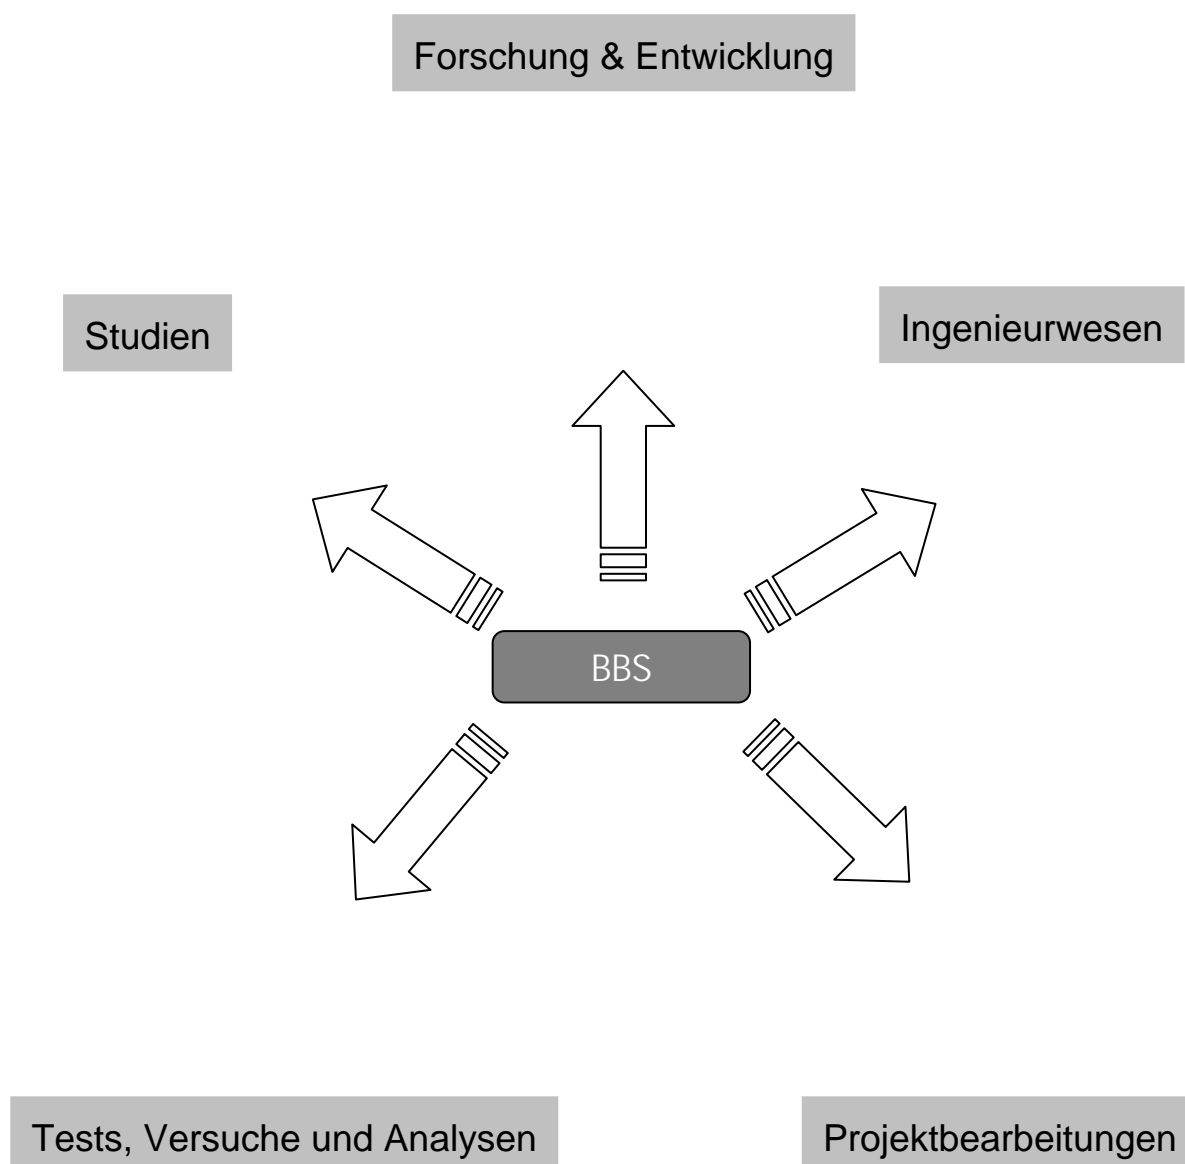 Forschung & Entwicklung
Studien
Ingenieurwesen
BBS
Tests, Versuche und Analysen
Projektbearbeitungen